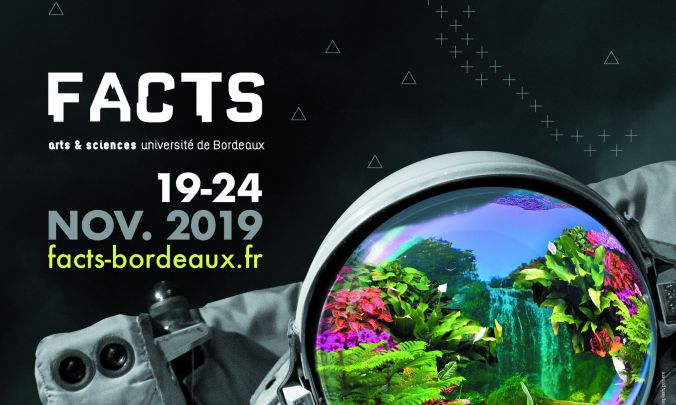 FACTS
arts & sciences université de Bordeaux
19-24
NOV. 2019
facts-bordeaux.fr